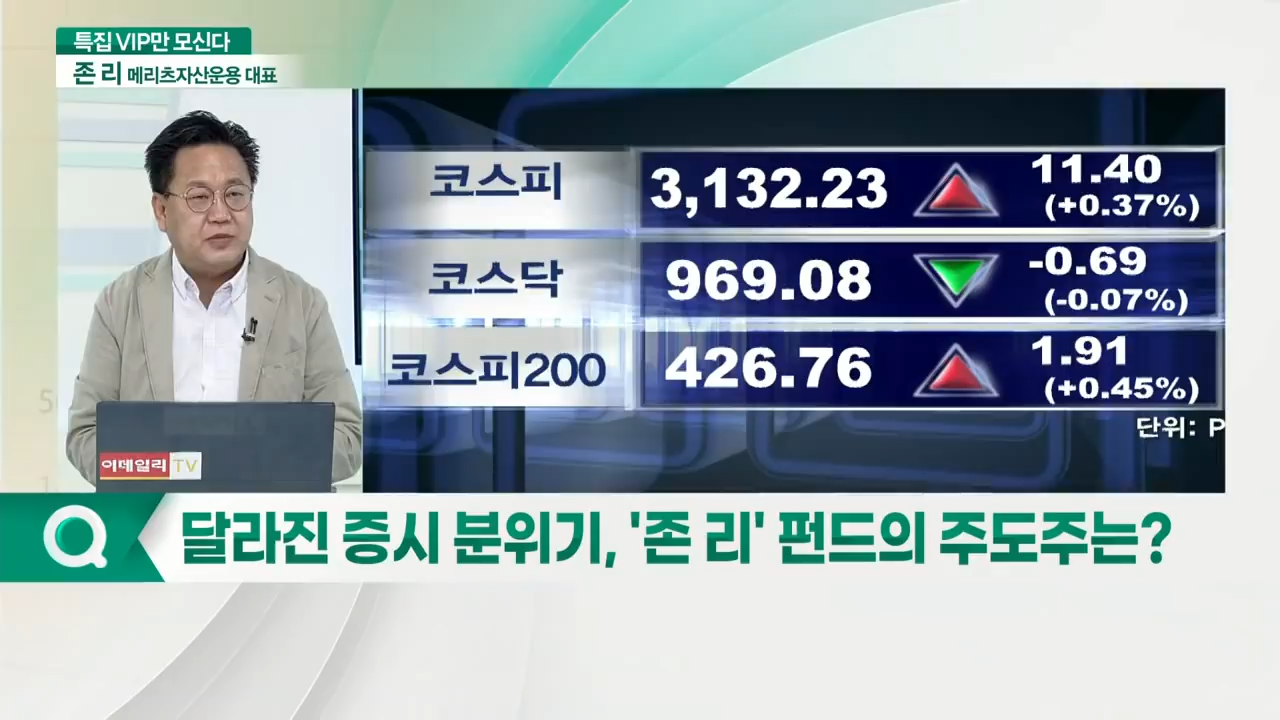 특집 VIP만 모신다
존 리 메리츠자산운용 대표
코스피 3,132.23 ▲ 11.40
(+0.37%)
코스닥 969.08 ▼ -0.69
(-0.07%)
코스피200 426.76 ▲ 1.91
(+0.45%)
단위: P
이데일리 TV
Q 달라진 증시 분위기, '존 리' 펀드의 주도주는?